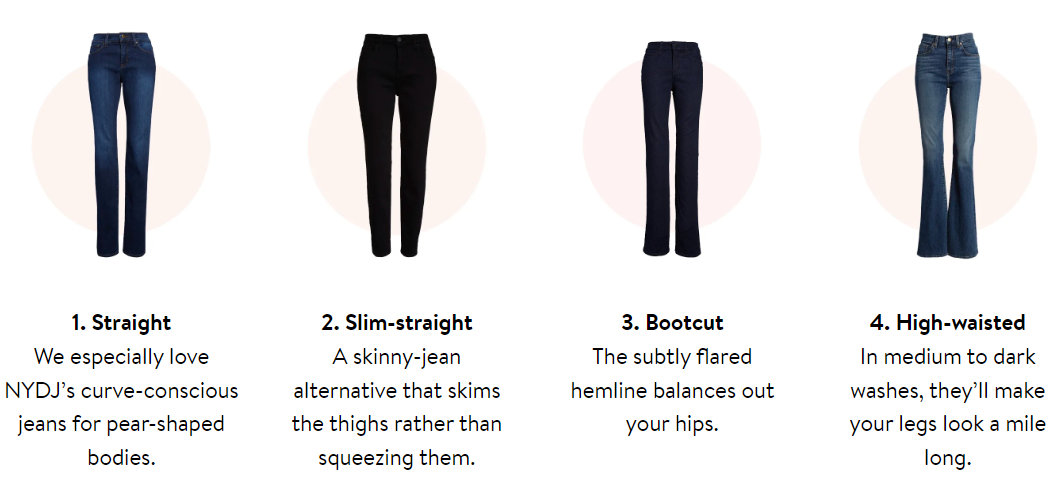 1. Straight
We especially love
NYDJ’s curve-conscious
jeans for pear-shaped
bodies.
2. Slim-straight
A skinny-jean
alternative that skims
the thighs rather than
squeezing them.
3. Bootcut
The subtly flared
hemline balances out
your hips.
4. High-waisted
In medium to dark
washes, they’ll make
your legs look a mile
long.